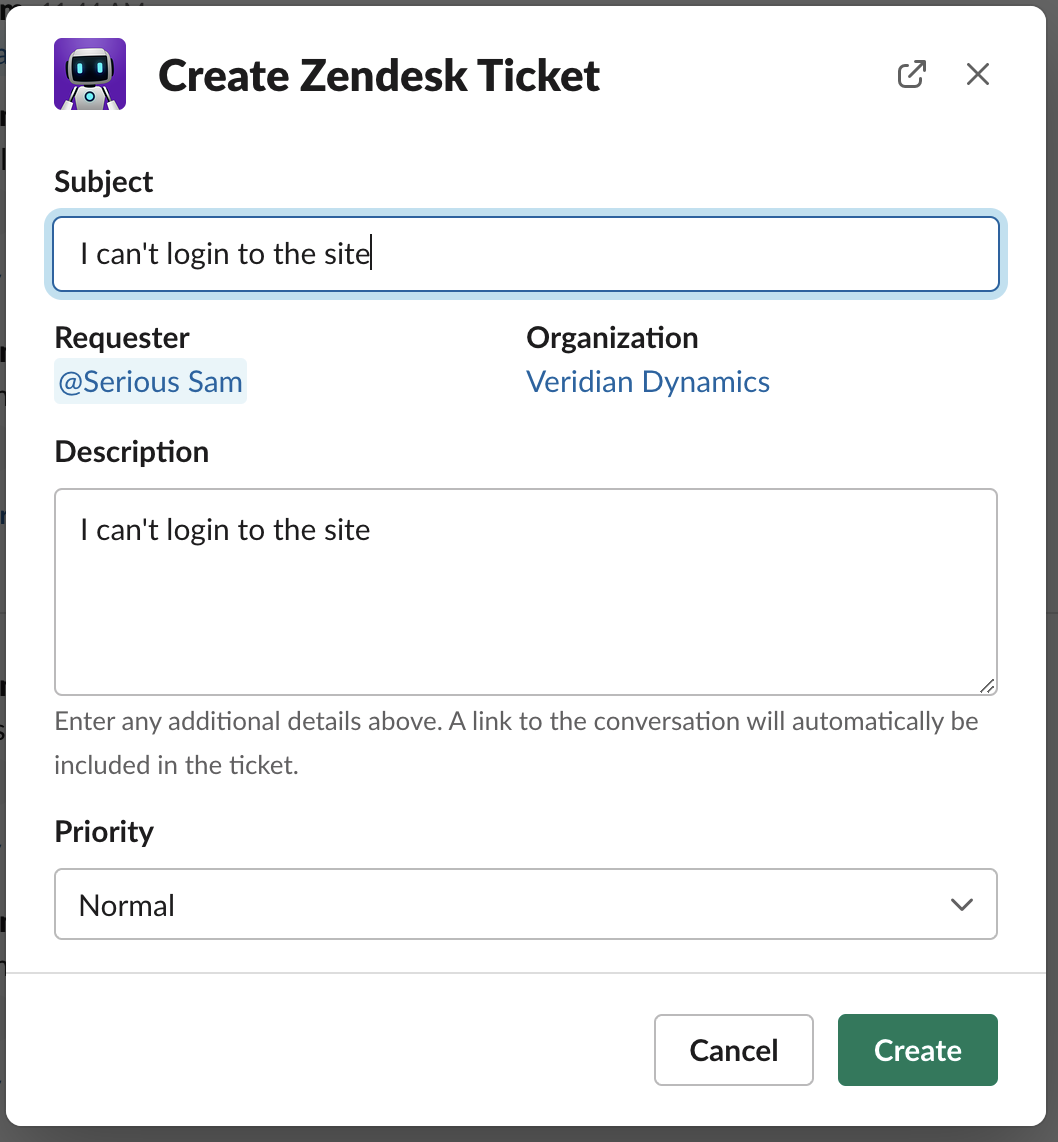 Create Zendesk Ticket
Subject
I can't login to the site
Requester
Organization
@Serious Sam
Veridian Dynamics
Description
I can't login to the site
Enter any additional details above. A link to the conversation will automatically be
included in the ticket.
Priority
Normal
Cancel
Create